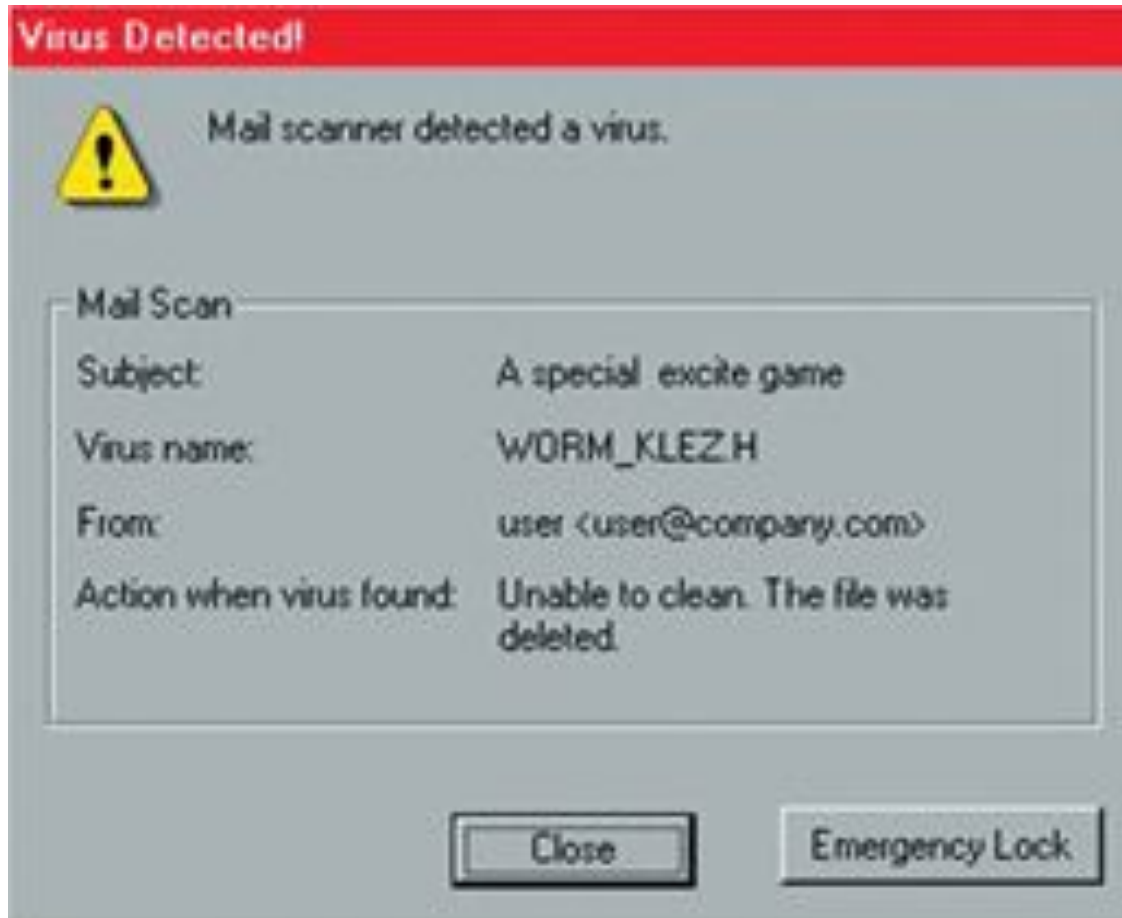 Virus Detected!
Mail scanner detected a virus.
Mail Scan
Subject: A special excite game
Virus name: WORM_KLEZ.H
From: user <user@company.com>
Action when virus found: Unable to clean. The file was
deleted.
Close Emergency Lock